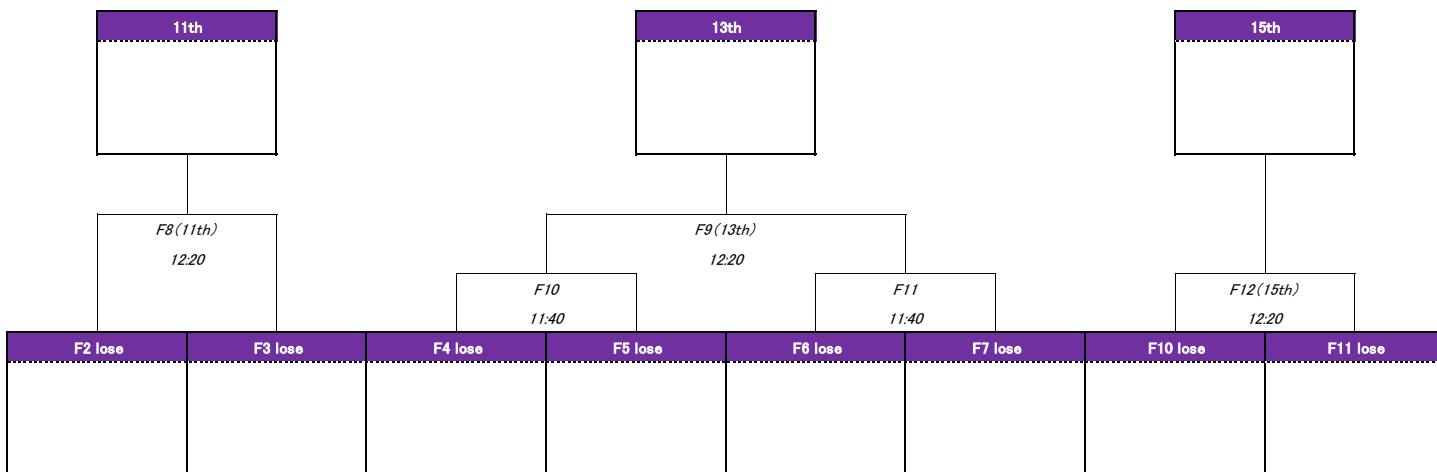 11th 13th 15th
F8（11th） F9（13th）
12:20 12:20
F10 F11 F12（15th）
11:40 11:40 12:20
F2 lose F3 lose F4 lose F5 lose F6 lose F7 lose F10 lose F11 lose